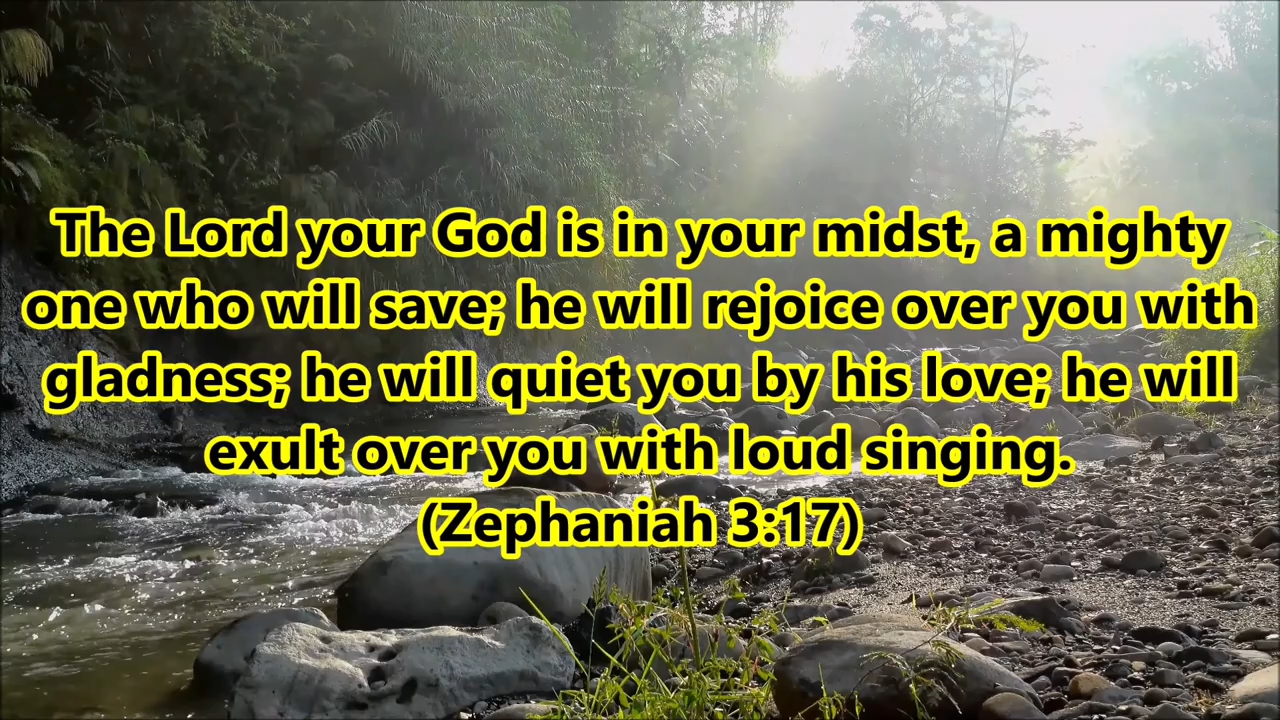 The Lord your God is in your midst, a mighty
one who will save; he will rejoice over you with
gladness; he will quiet you by his love; he will
exult over you with loud singing.
(Zephaniah 3:17)